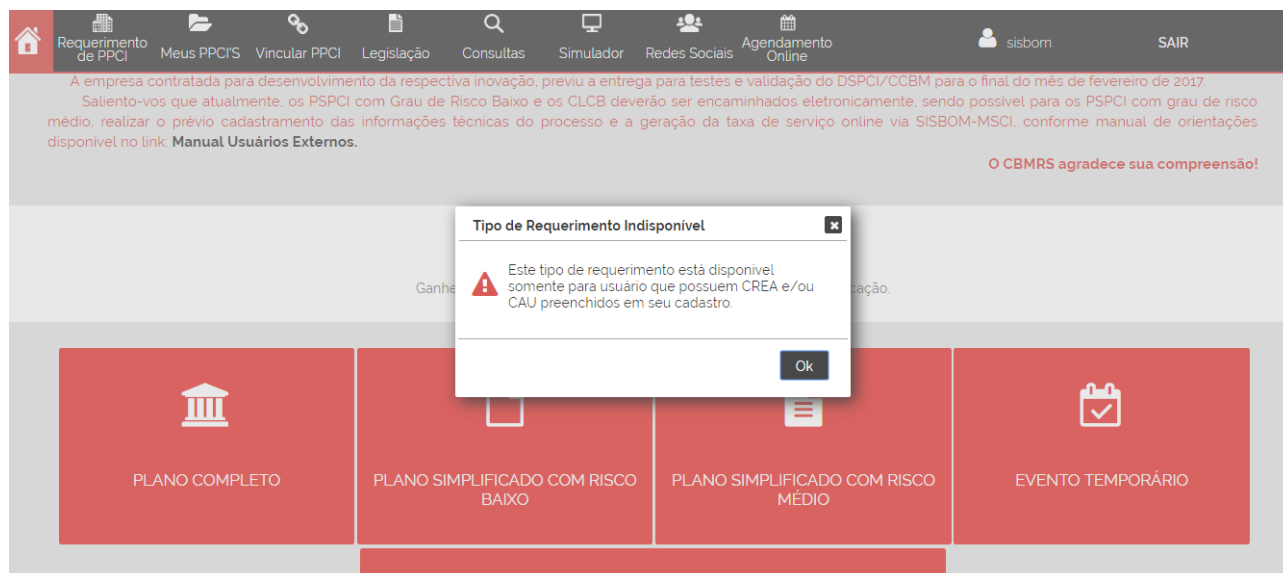 Requerimento
de PPCI
Meus PPCI'S
Vincular PPCI
Legislação
Consultas
Simulador
Redes Sociais
Agendamento
Online
sisbom
SAIR
A empresa contratada para desenvolvimento da respectiva inovação, previu a entrega para testes e validação do DSPCI/CCBM para o final do mês de fevereiro de 2017.
Saliento-vos que atualmente, os PSPCI com Grau de Risco Baixo e os CLCB deverão ser encaminhados eletronicamente, sendo possível para os PSPCI com grau de risco
médio, realizar o prévio cadastramento das informações técnicas do processo e a geração da taxa de serviço online via SISBOM-MSCI, conforme manual de orientações
disponível no link: Manual Usuários Externos.
O CBMRS agradece sua compreensão!
Tipo de Requerimento Indisponível
Este tipo de requerimento está disponivel
somente para usuário que possuem CREA e/ou
CAU preenchidos em seu cadastro.
Ok
Ganhe
cação.
PLANO COMPLETO
PLANO SIMPLIFICADO COM RISCO
BAIXO
PLANO SIMPLIFICADO COM RISCO
MÉDIO
EVENTO TEMPORÁRIO